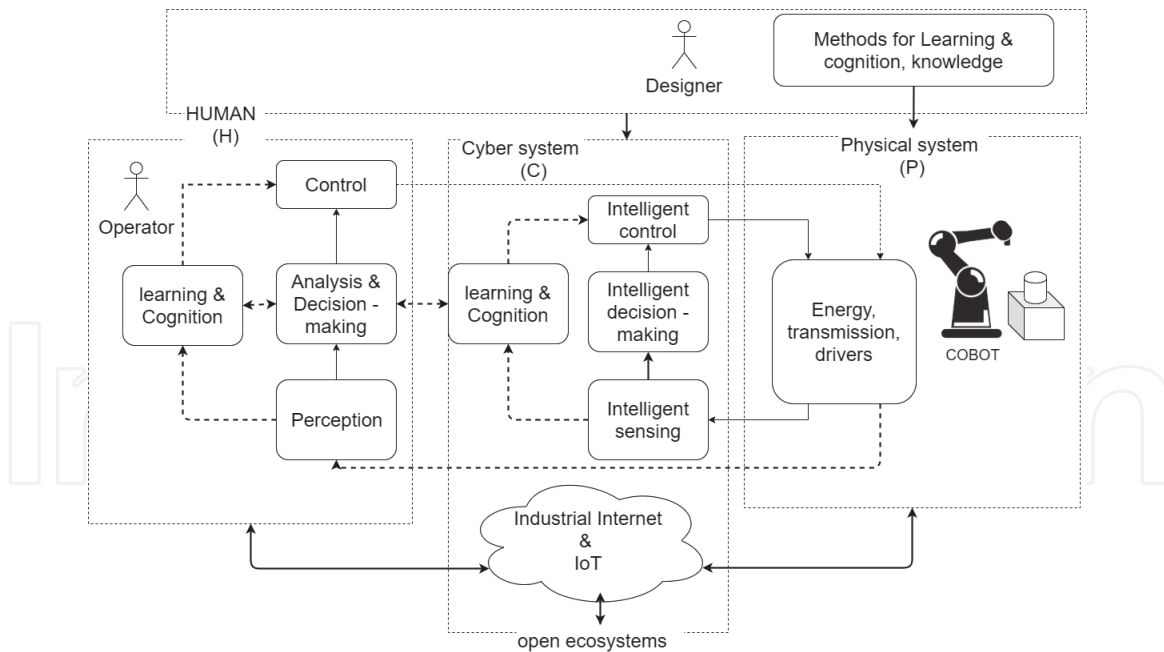 Methods for Learning &
cognition, knowledge
Designer
HUMAN
(H)
Cyber system
(C)
Physical system
(P)
Operator
Control
Intelligent
control
learning &
Cognition
Analysis &
Decision -
making
learning &
Cognition
Intelligent
decision -
making
Energy,
transmission,
drivers
COBOT
Perception
Intelligent
sensing
Industrial Internet
&
IoT
open ecosystems